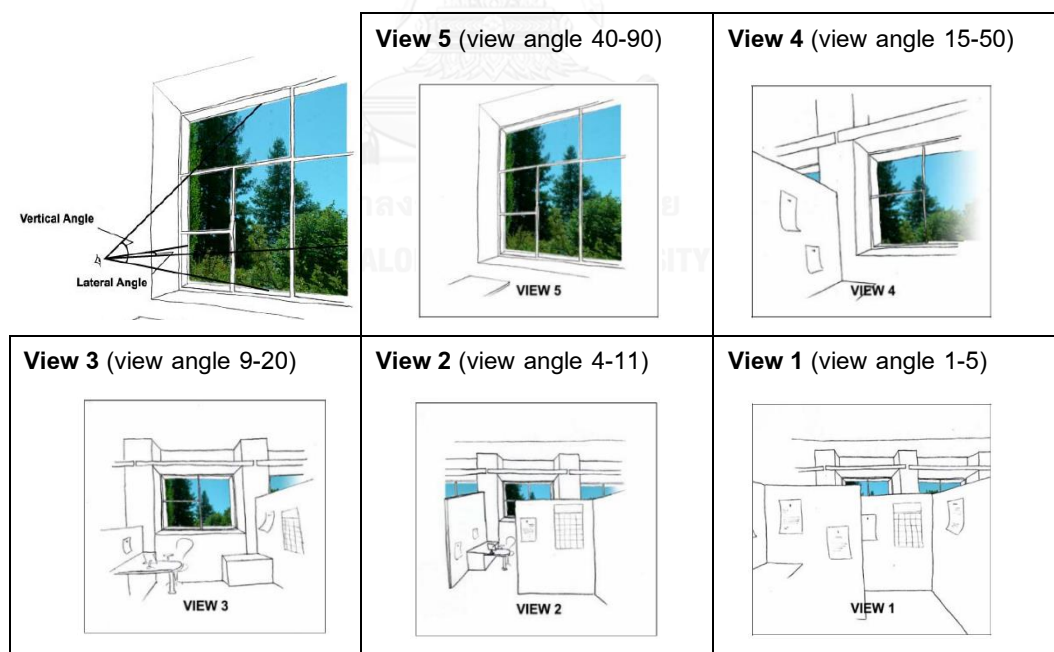 View 5 (view angle 40-90)
View 4 (view angle 15-50)
Vertical Angle
Lateral Angle
VIEW 5
VIEW 4
View 3 (view angle 9-20)
View 2 (view angle 4-11)
View 1 (view angle 1-5)
VIEW 3
VIEW 2
VIEW 1